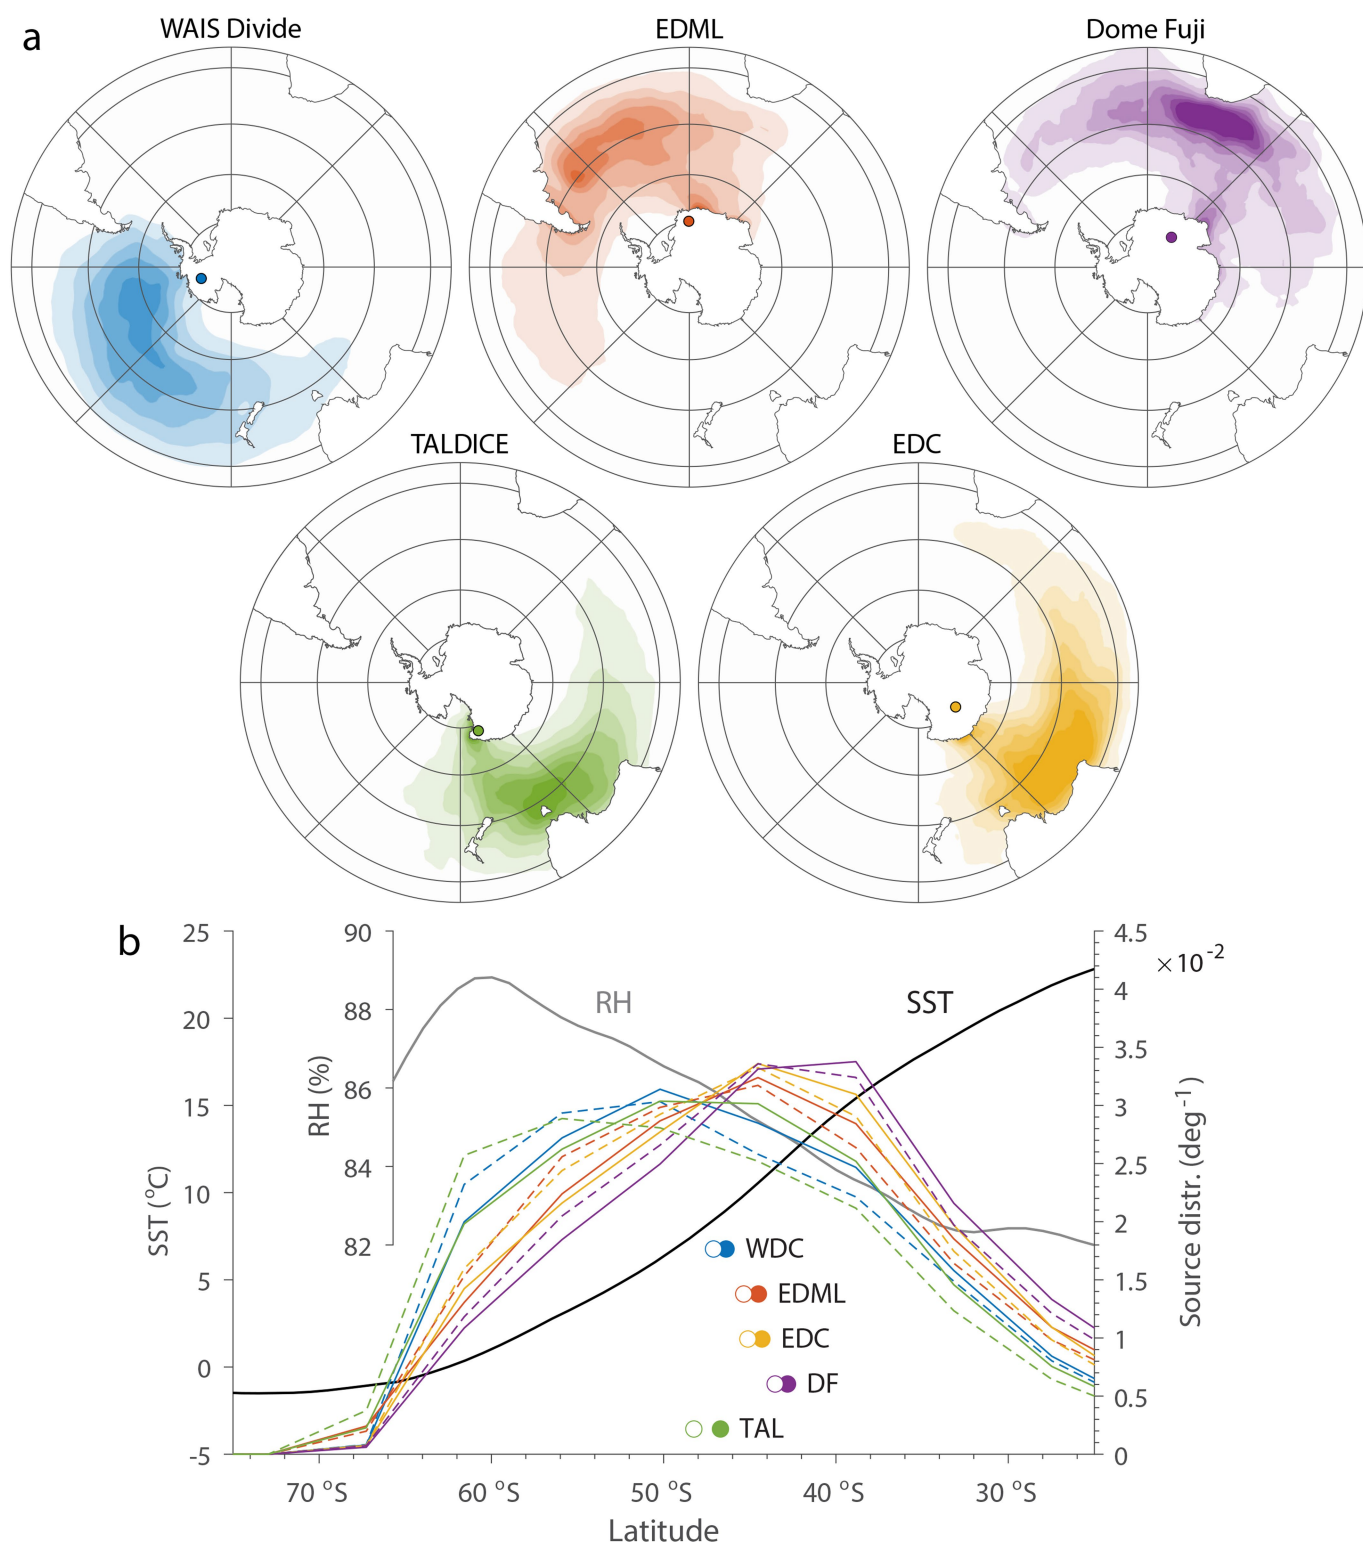 a
WAIS Divide
EDML
Dome Fuji
TALDICE
EDC
b
25
20
15
10
5
0
-5
SST (°C)
90
88
86
84
82
RH (%)
RH
SST
4.5
4
3.5
3
2.5
2
1.5
1
0.5
0
×10⁻²
Source distr. (deg⁻¹)
WDC
EDML
EDC
DF
TAL
70 °S
60 °S
50 °S
40 °S
30 °S
Latitude